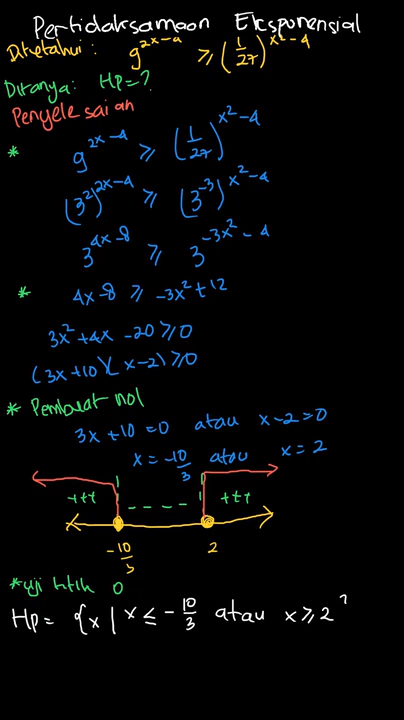 Pertidaksamaan Eksponensial
Diketahui : 9^(2x-4) ≥ (1/27)^(x²-4)
Ditanya: Hp=?
Penyelesaian
* 9^(2x-4) ≥ (1/27)^(x²-4)
(3²)^(2x-4) ≥ (3^-3)^(x²-4)
3^(4x-8) ≥ 3^(-3x²-4)
* 4x-8 ≥ -3x²+12
3x²+4x-20≥0
(3x+10)(x-2)≥0
* Pembuat nol
3x+10=0 atau x-2=0
x=-10/3 atau x=2
+++ ---- +++
-10/3 2
*uji titik 0
Hp= {x | x ≤ -10/3 atau x≥2}